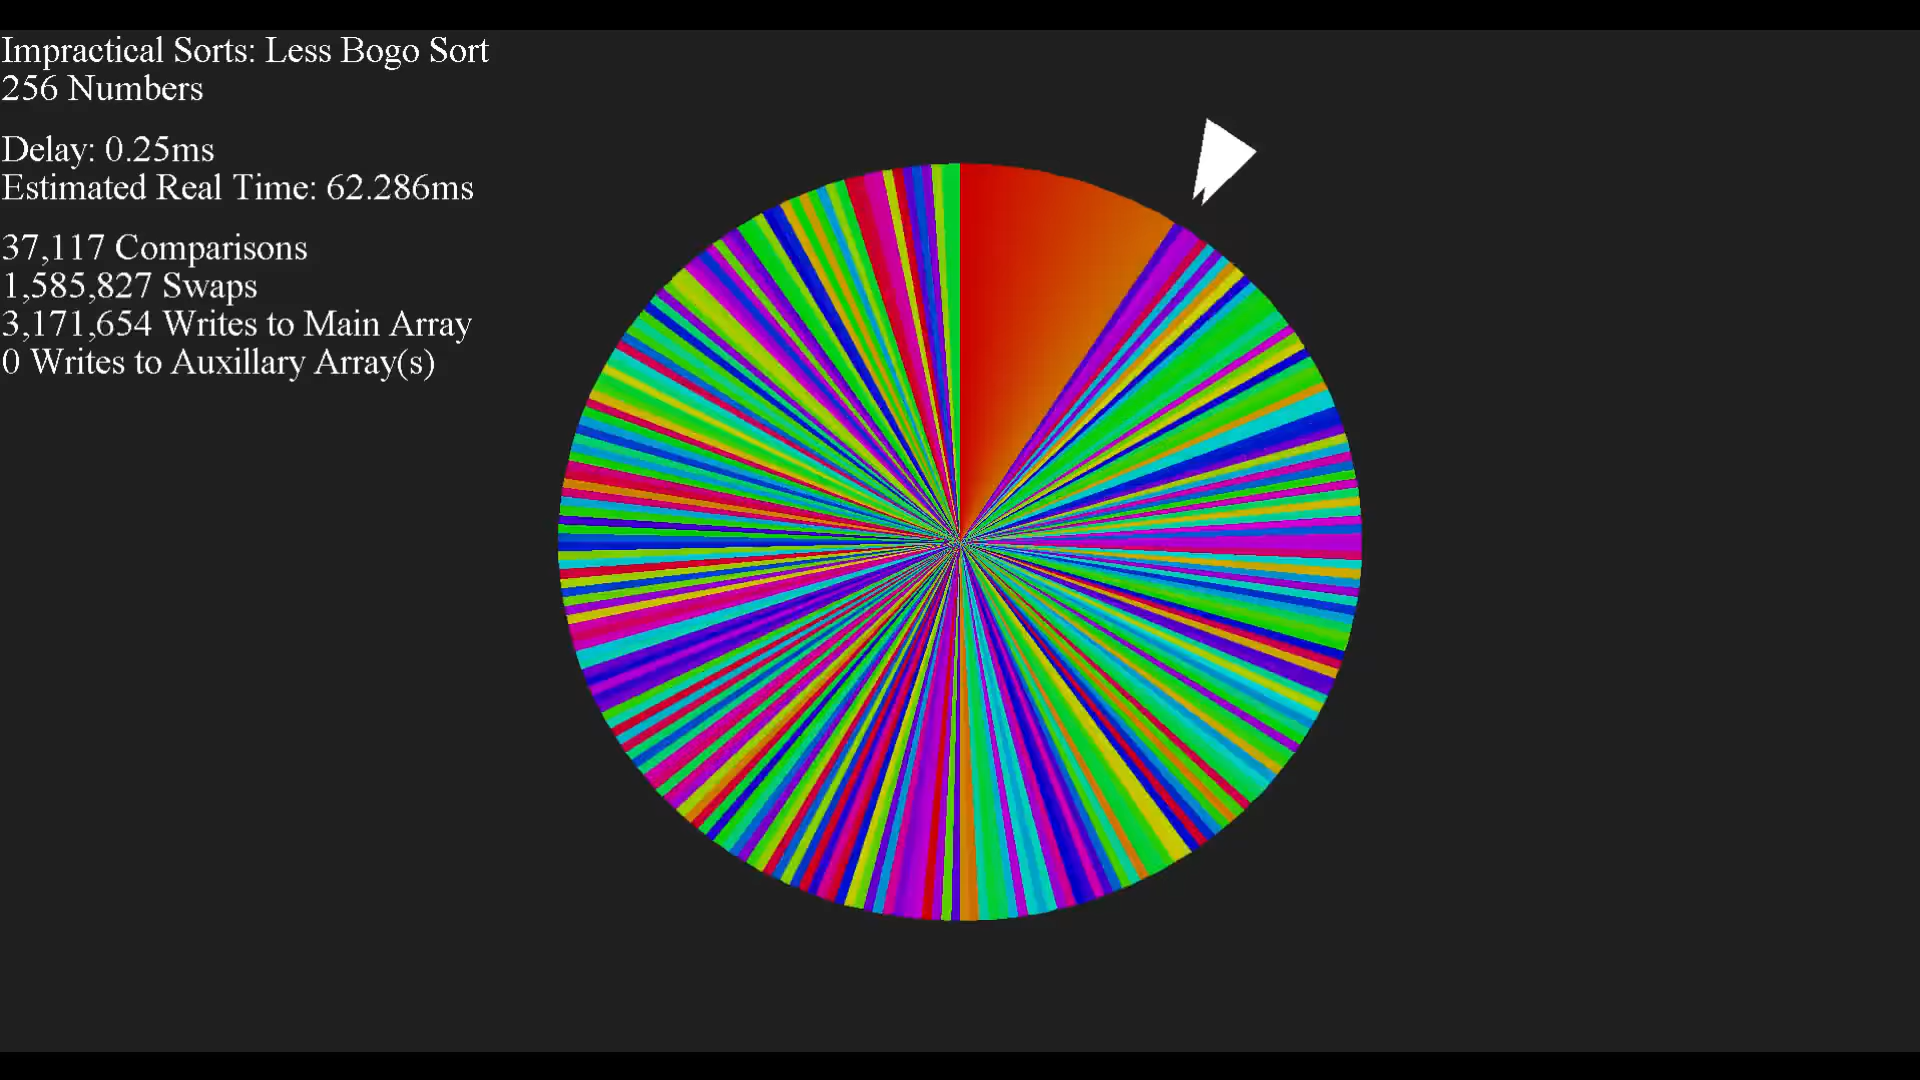 Impractical Sorts: Less Bogo Sort
256 Numbers
Delay: 0.25ms
Estimated Real Time: 62.286ms
37,117 Comparisons
1,585,827 Swaps
3,171,654 Writes to Main Array
0 Writes to Auxillary Array(s)